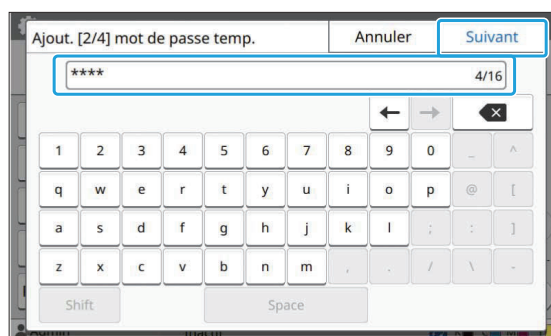 Ajout. [2/4] mot de passe temp. Annuler Suivant
**** 4/16
← → ⌫
1 2 3 4 5 6 7 8 9 0 _ ^
q w e r t y u i o p @ [
a s d f g h j k l ; : ]
z x c v b n m , . / \ -
Shift Space
Admin